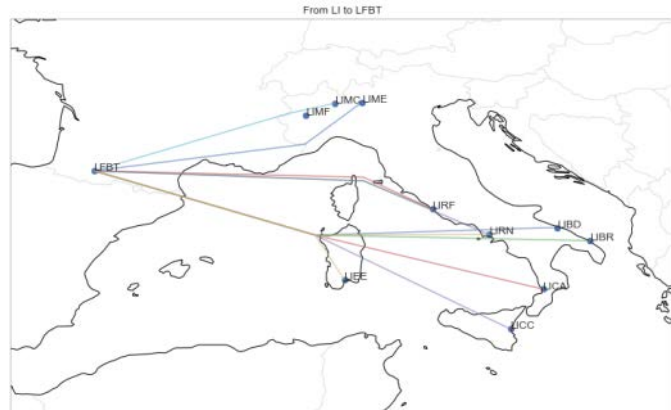 From LI to LFBT
LIMC
LIME
LIMF
LFBT
LIRF
LIBD
LIRN
LIBR
LIEE
LICA
LICC